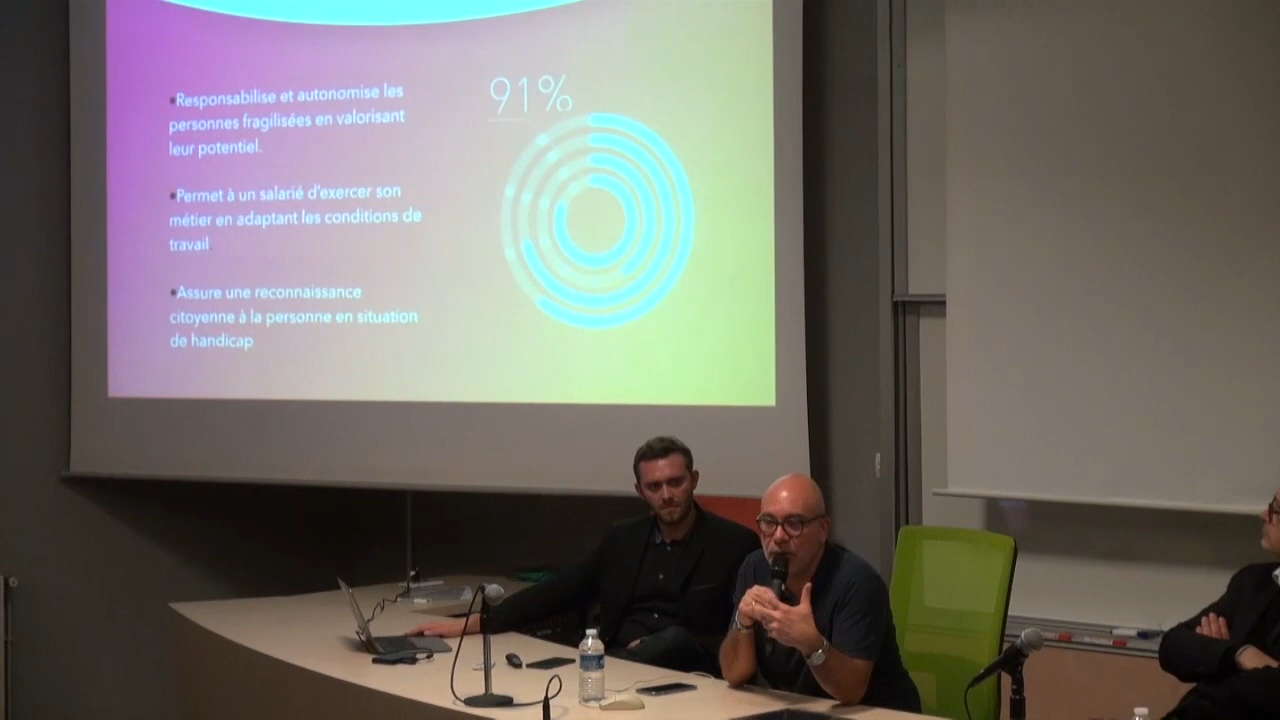 •Responsabilise et autonomise les
personnes fragilisées en valorisant
leur potentiel.
91%
•Permet à un salarié d'exercer son
métier en adaptant les conditions de
travail.
•Assure une reconnaissance
citoyenne à la personne en situation
de handicap